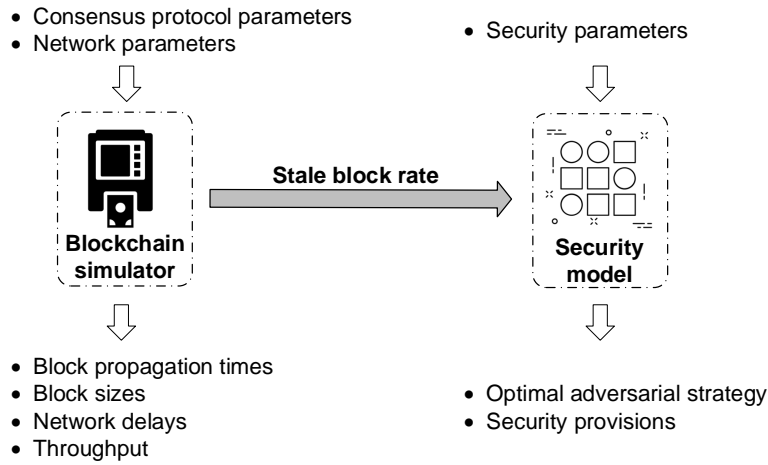 • Consensus protocol parameters
• Network parameters
• Security parameters
Stale block rate
Blockchain
simulator
Security
model
• Block propagation times
• Block sizes
• Network delays
• Throughput
• Optimal adversarial strategy
• Security provisions